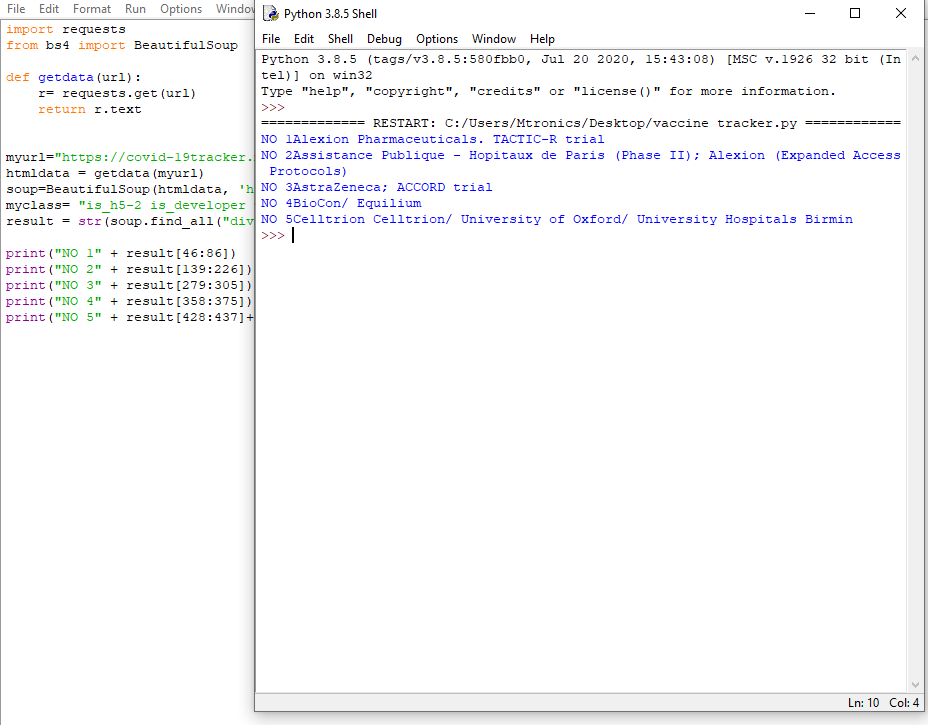 File Edit Format Run Options Window
import requests
from bs4 import BeautifulSoup
def getdata(url):
r= requests.get(url)
return r.text
myurl="https://covid-19tracker.
htmldata = getdata(myurl)
soup=BeautifulSoup(htmldata, 'h
myclass= "is_h5-2 is_developer
result = str(soup.find_all("div
print("NO 1" + result[46:86])
print("NO 2" + result[139:226])
print("NO 3" + result[279:305])
print("NO 4" + result[358:375])
print("NO 5" + result[428:437]+
Python 3.8.5 Shell
File Edit Shell Debug Options Window Help
Python 3.8.5 (tags/v3.8.5:580fbb0, Jul 20 2020, 15:43:08) [MSC v.1926 32 bit (In
tel)] on win32
Type "help", "copyright", "credits" or "license()" for more information.
>>>
============= RESTART: C:/Users/Mtronics/Desktop/vaccine tracker.py ============
NO 1Alexion Pharmaceuticals. TACTIC-R trial
NO 2Assistance Publique - Hopitaux de Paris (Phase II); Alexion (Expanded Access
Protocols)
NO 3AstraZeneca; ACCORD trial
NO 4BioCon/ Equilium
NO 5Celltrion Celltrion/ University of Oxford/ University Hospitals Birmin
>>>
Ln: 10 Col: 4